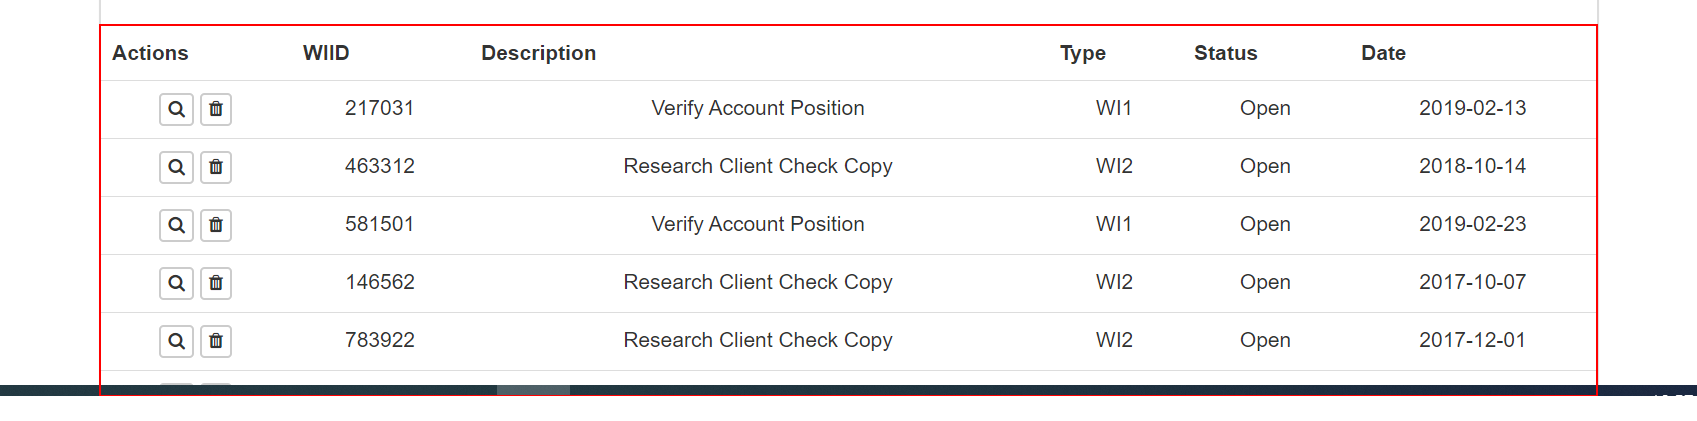 Actions WIID Description Type Status Date
217031 Verify Account Position WI1 Open 2019-02-13
463312 Research Client Check Copy WI2 Open 2018-10-14
581501 Verify Account Position WI1 Open 2019-02-23
146562 Research Client Check Copy WI2 Open 2017-10-07
783922 Research Client Check Copy WI2 Open 2017-12-01